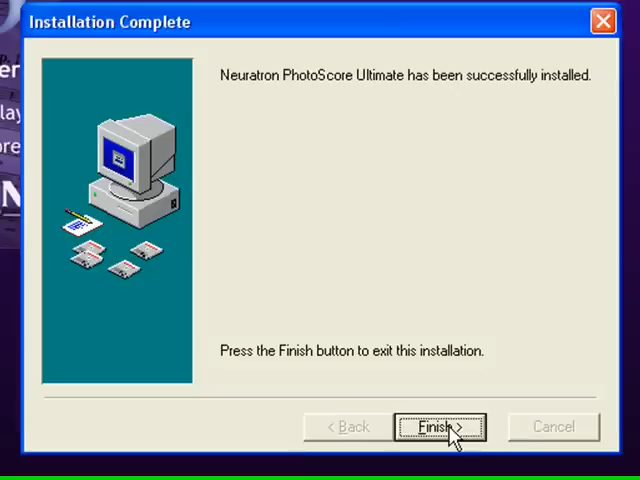 Installation Complete
Neuratron PhotoScore Ultimate has been successfully installed.
Press the Finish button to exit this installation.
< Back
Finish >
Cancel